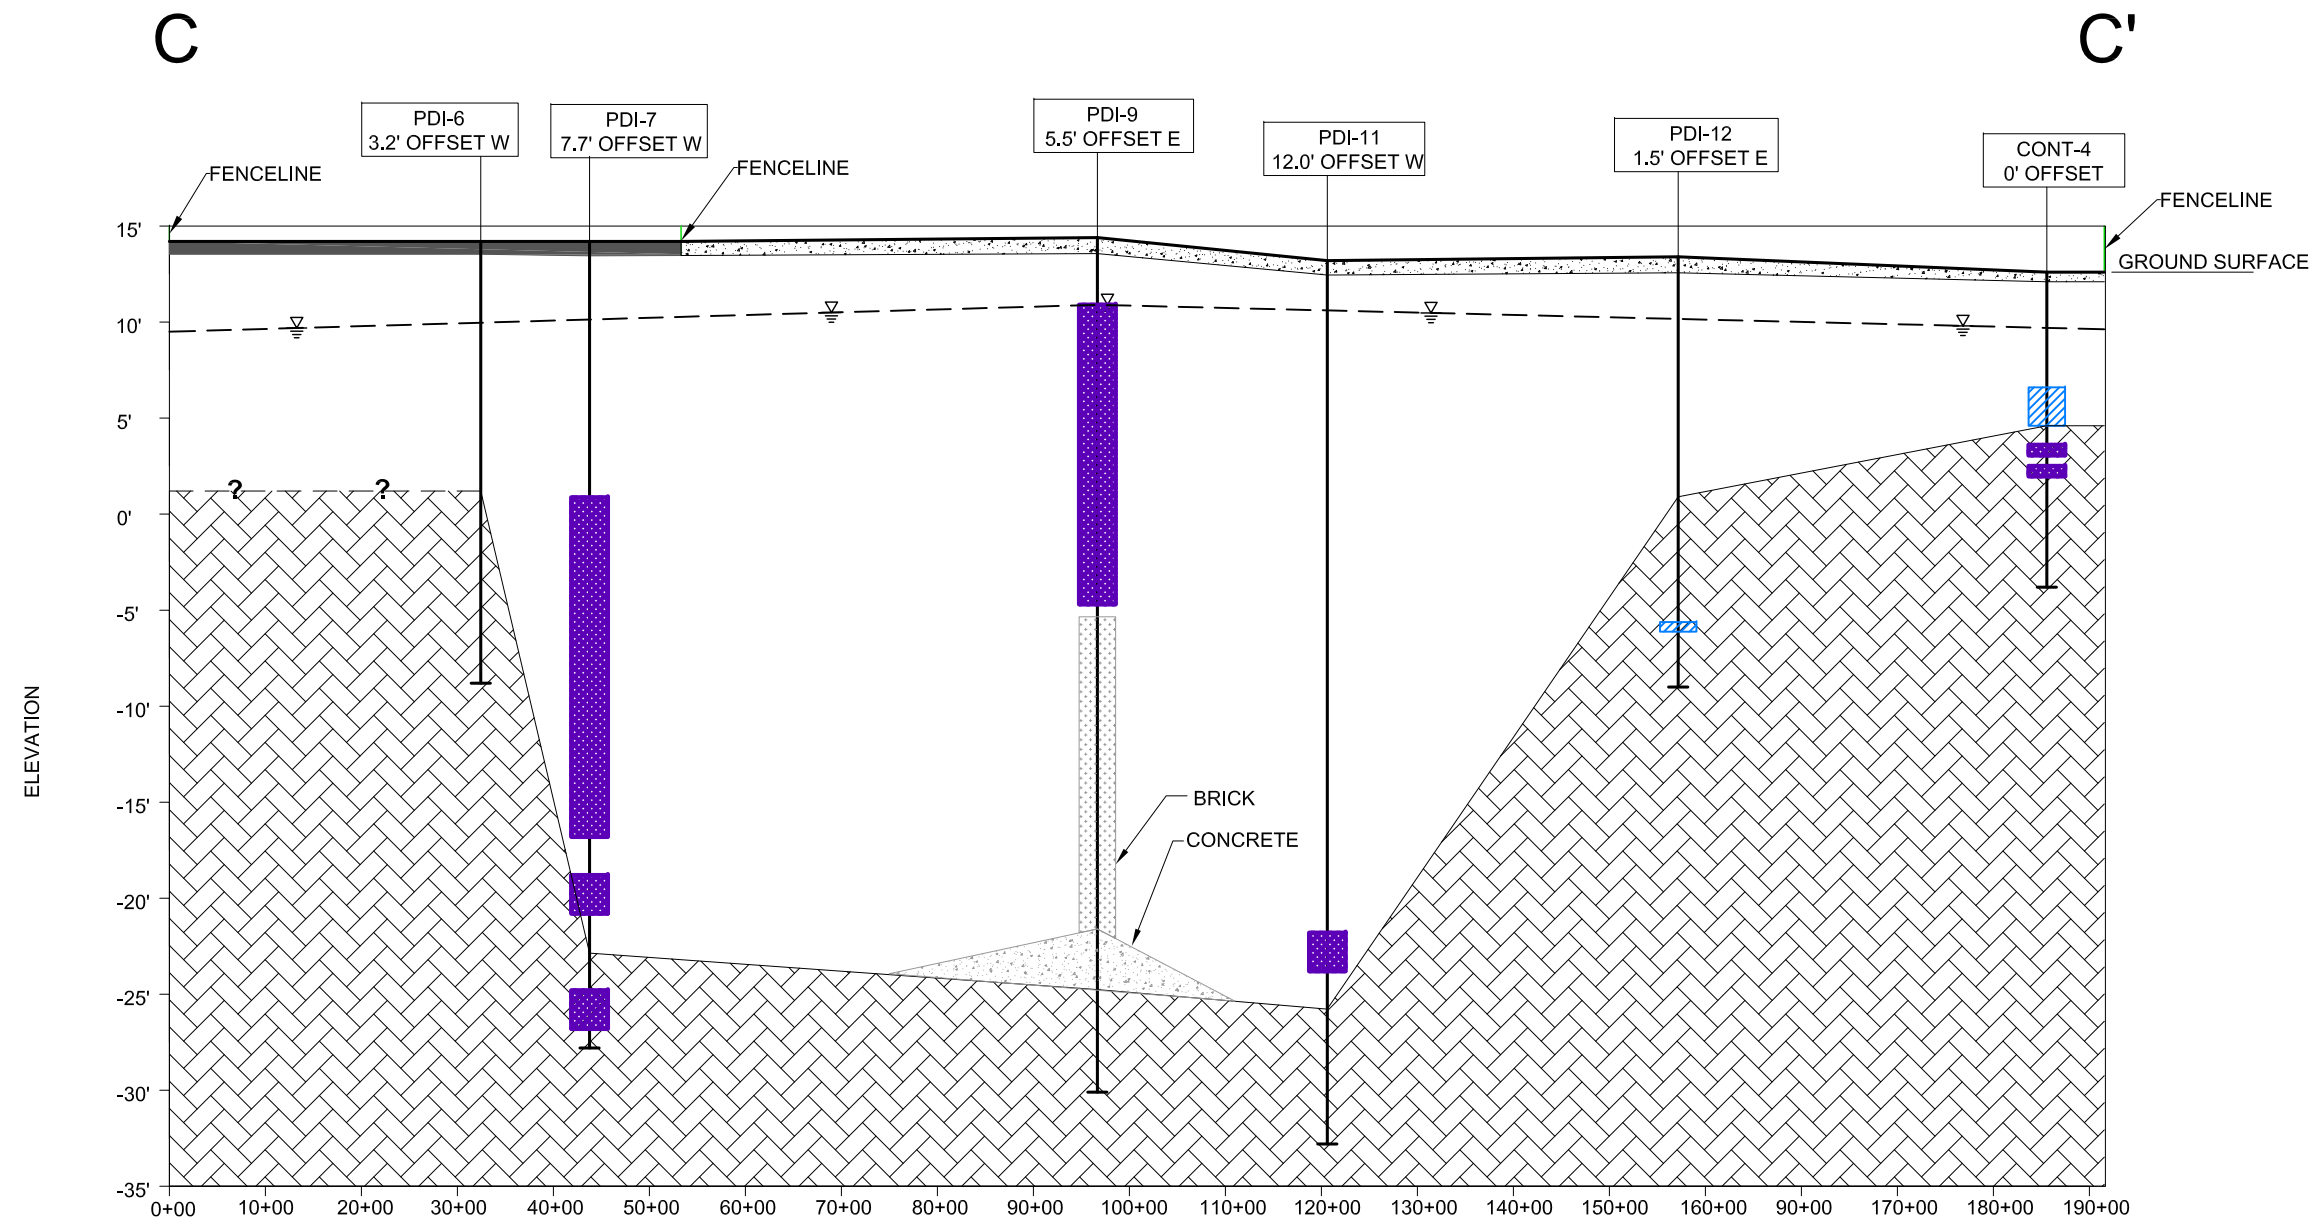 C
C'
PDI-6
3.2' OFFSET W
PDI-7
7.7' OFFSET W
PDI-9
5.5' OFFSET E
PDI-11
12.0' OFFSET W
PDI-12
1.5' OFFSET E
CONT-4
0' OFFSET
FENCELINE
FENCELINE
FENCELINE
GROUND SURFACE
15'
10'
5'
0'
-5'
-10'
-15'
-20'
-25'
-30'
-35'
ELEVATION
?
?
BRICK
CONCRETE
0+00
10+00
20+00
30+00
40+00
50+00
60+00
70+00
80+00
90+00
100+00
110+00
120+00
130+00
140+00
150+00
160+00
90+00
170+00
180+00
190+00